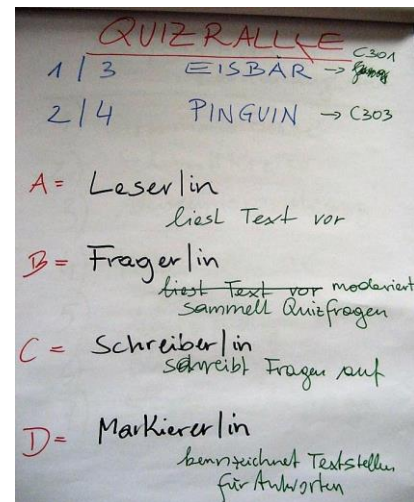 QUIZRALLYE
1/3 EISBÄR → C301
2/4 PINGUIN → C303
A = Leser/in
liest Text vor
B = Frager/in
liest Text vor moderiert
sammelt Quizfragen
C = Schreiber/in
schreibt Fragen auf
D = Markierer/in
kennzeichnet Textstellen
für Antworten